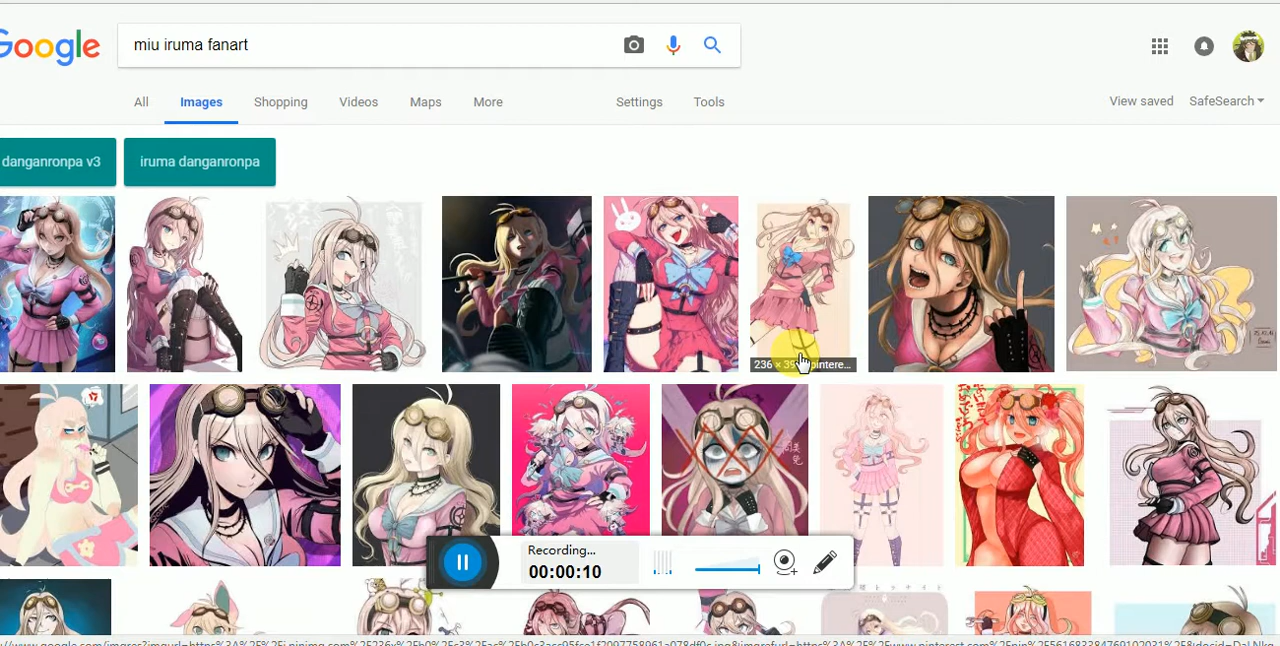 Google
miu iruma fanart
All
Images
Shopping
Videos
Maps
More
Settings
Tools
View saved
SafeSearch
danganronpa v3
iruma danganronpa
Recording...
00:00:10